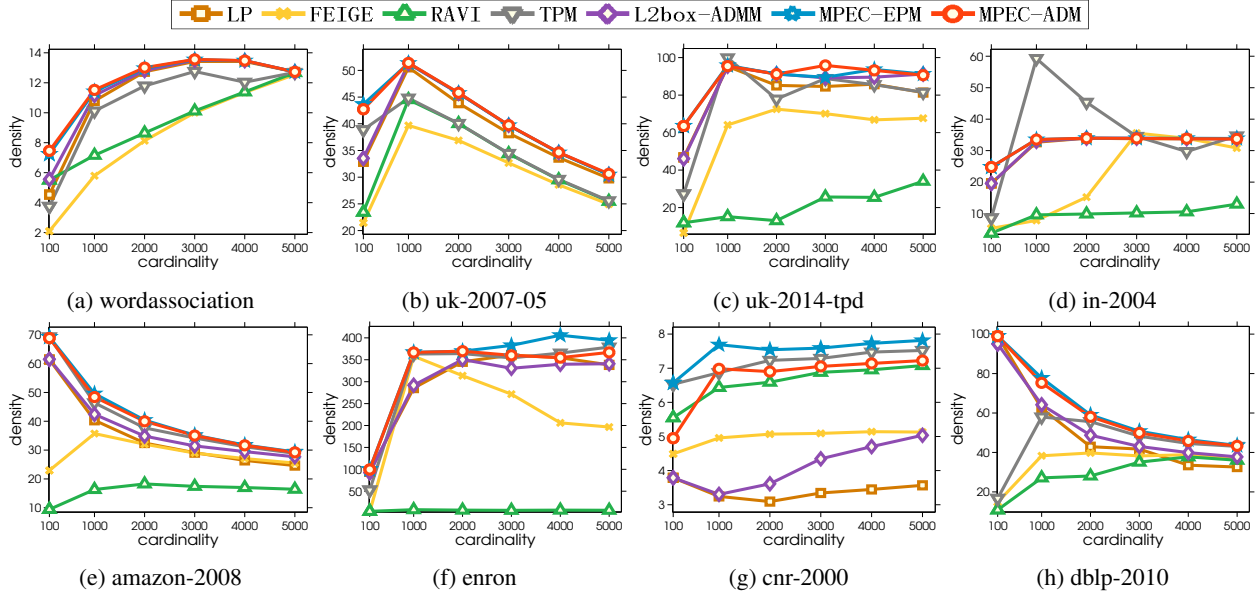 LP FEIGE RAVI TPM L2box-ADMM MPEC-EPM MPEC-ADM
14
12
10
8
6
4
2
density
100 1000 2000 3000 4000 5000
cardinality
(a) wordassociation
50
45
40
35
30
25
20
density
100 1000 2000 3000 4000 5000
cardinality
(b) uk-2007-05
100
80
60
40
20
density
100 1000 2000 3000 4000 5000
cardinality
(c) uk-2014-tpd
60
50
40
30
20
10
density
100 1000 2000 3000 4000 5000
cardinality
(d) in-2004
70
60
50
40
30
20
10
density
100 1000 2000 3000 4000 5000
cardinality
(e) amazon-2008
400
350
300
250
200
150
100
50
density
100 1000 2000 3000 4000 5000
cardinality
(f) enron
8
7
6
5
4
3
density
100 1000 2000 3000 4000 5000
cardinality
(g) cnr-2000
100
80
60
40
20
density
100 1000 2000 3000 4000 5000
cardinality
(h) dblp-2010